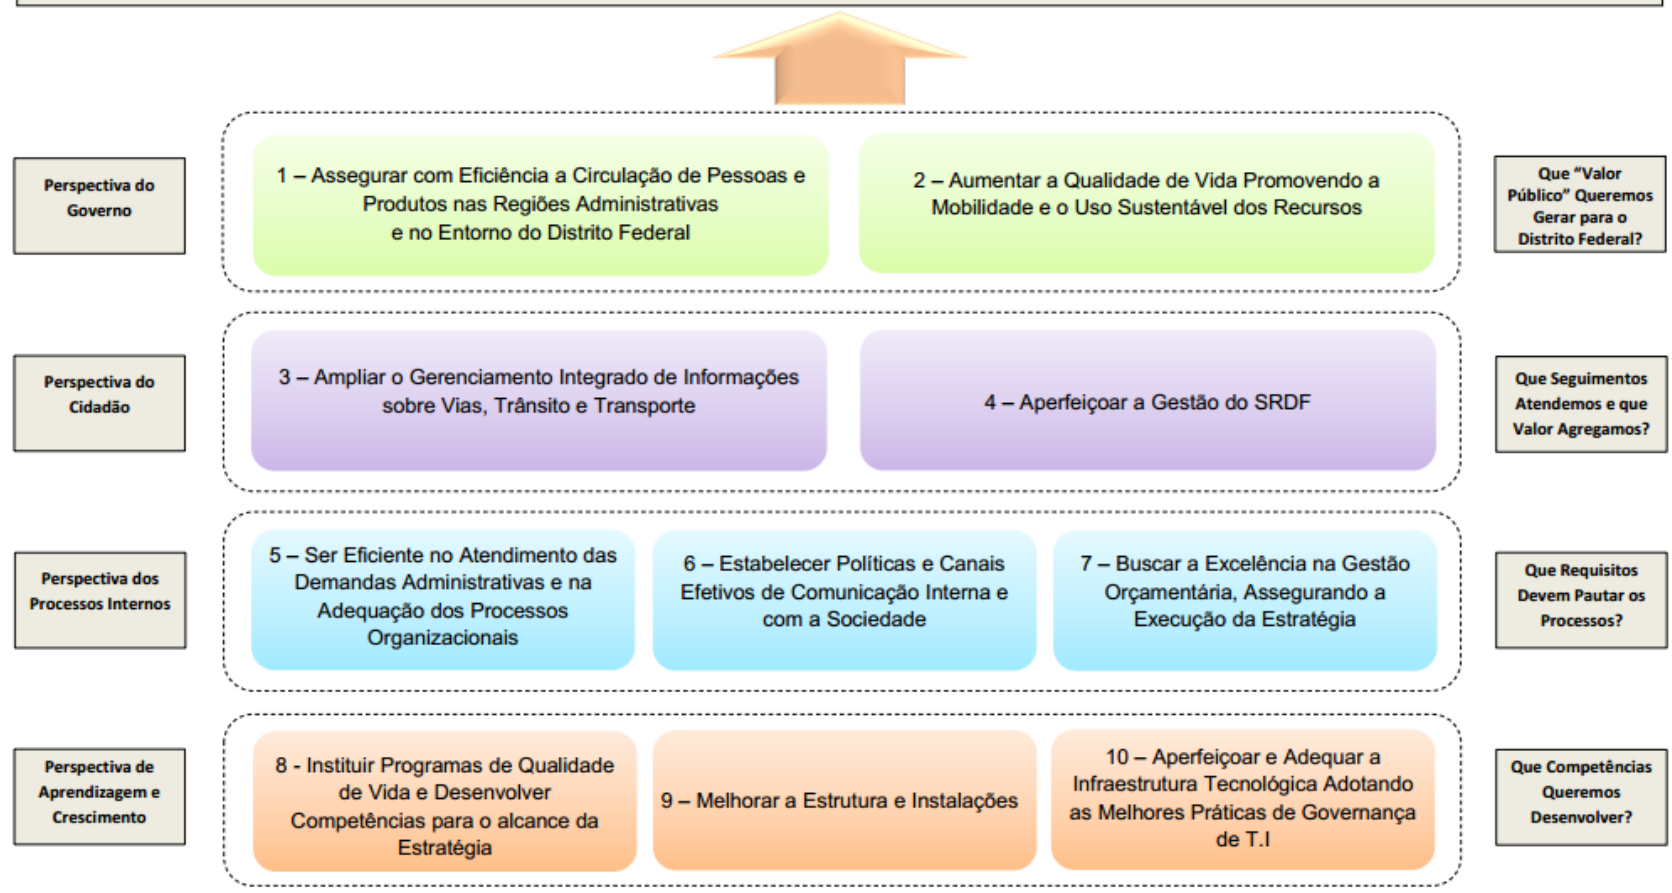 Perspectiva do
Governo
1 – Assegurar com Eficiência a Circulação de Pessoas e
Produtos nas Regiões Administrativas
e no Entorno do Distrito Federal
2 – Aumentar a Qualidade de Vida Promovendo a
Mobilidade e o Uso Sustentável dos Recursos
Que “Valor
Público” Queremos
Gerar para o
Distrito Federal?
Perspectiva do
Cidadão
3 – Ampliar o Gerenciamento Integrado de Informações
sobre Vias, Trânsito e Transporte
4 – Aperfeiçoar a Gestão do SRDF
Que Seguimentos
Atendemos e que
Valor Agregamos?
Perspectiva dos
Processos Internos
5 – Ser Eficiente no Atendimento das
Demandas Administrativas e na
Adequação dos Processos
Organizacionais
6 – Estabelecer Políticas e Canais
Efetivos de Comunicação Interna e
com a Sociedade
7 – Buscar a Excelência na Gestão
Orçamentária, Assegurando a
Execução da Estratégia
Que Requisitos
Devem Pautar os
Processos?
Perspectiva de
Aprendizagem e
Crescimento
8 - Instituir Programas de Qualidade
de Vida e Desenvolver
Competências para o alcance da
Estratégia
9 – Melhorar a Estrutura e Instalações
10 – Aperfeiçoar e Adequar a
Infraestrutura Tecnológica Adotando
as Melhores Práticas de Governança
de T.I
Que Competências
Queremos
Desenvolver?